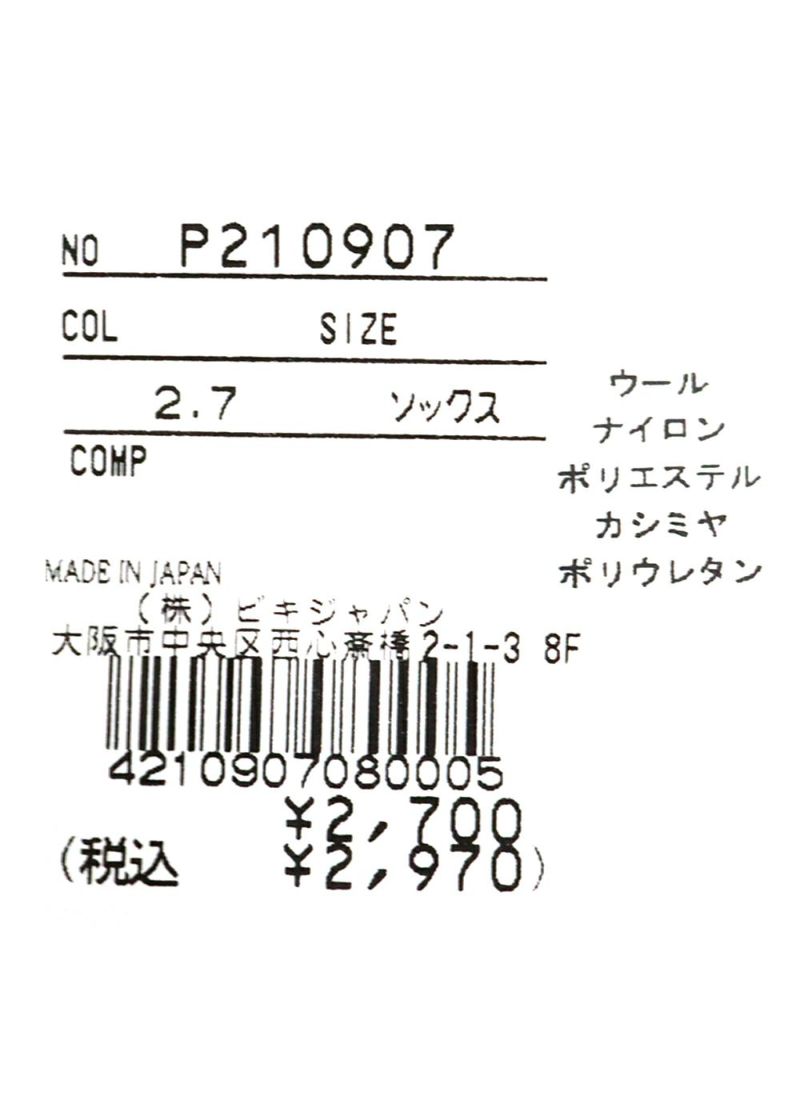 NO P210907
COL SIZE
2.7 ソックス
COMP
ウール
ナイロン
ポリエステル
カシミヤ
ポリウレタン
MADE IN JAPAN
(株)ビキジャパン
大阪市中央区西心斎橋2-1-3 8F
4210907080005
¥2,700
(税込 ¥2,970)